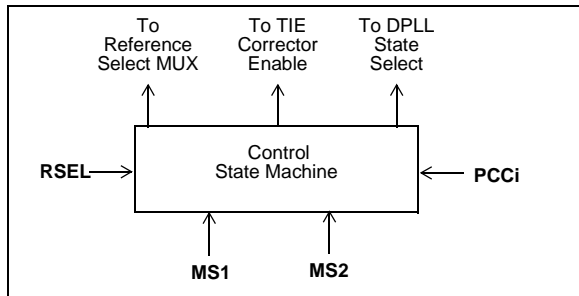 To
Reference
Select MUX
To TIE
Corrector
Enable
To DPLL
State
Select
Control
State Machine
RSEL
PCCi
MS1
MS2